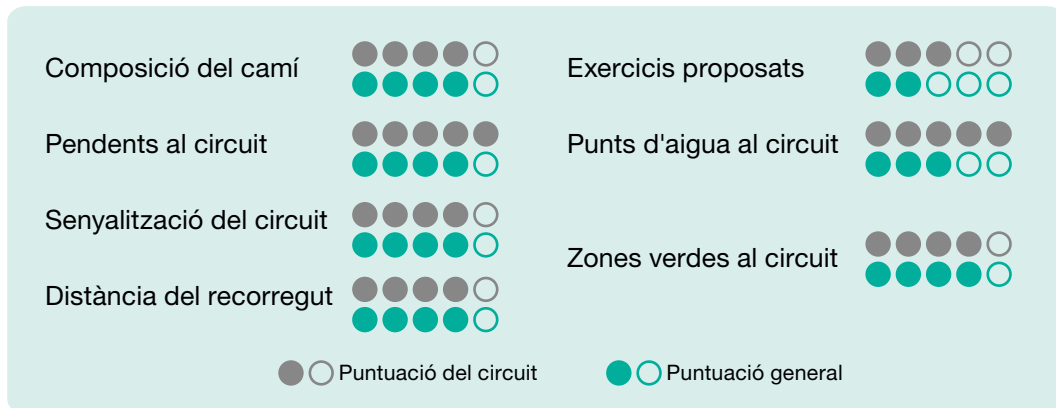 Composició del camí
Pendents al circuit
Senyalització del circuit
Distància del recorregut
Exercicis proposats
Punts d'aigua al circuit
Zones verdes al circuit
Puntuació del circuit
Puntuació general